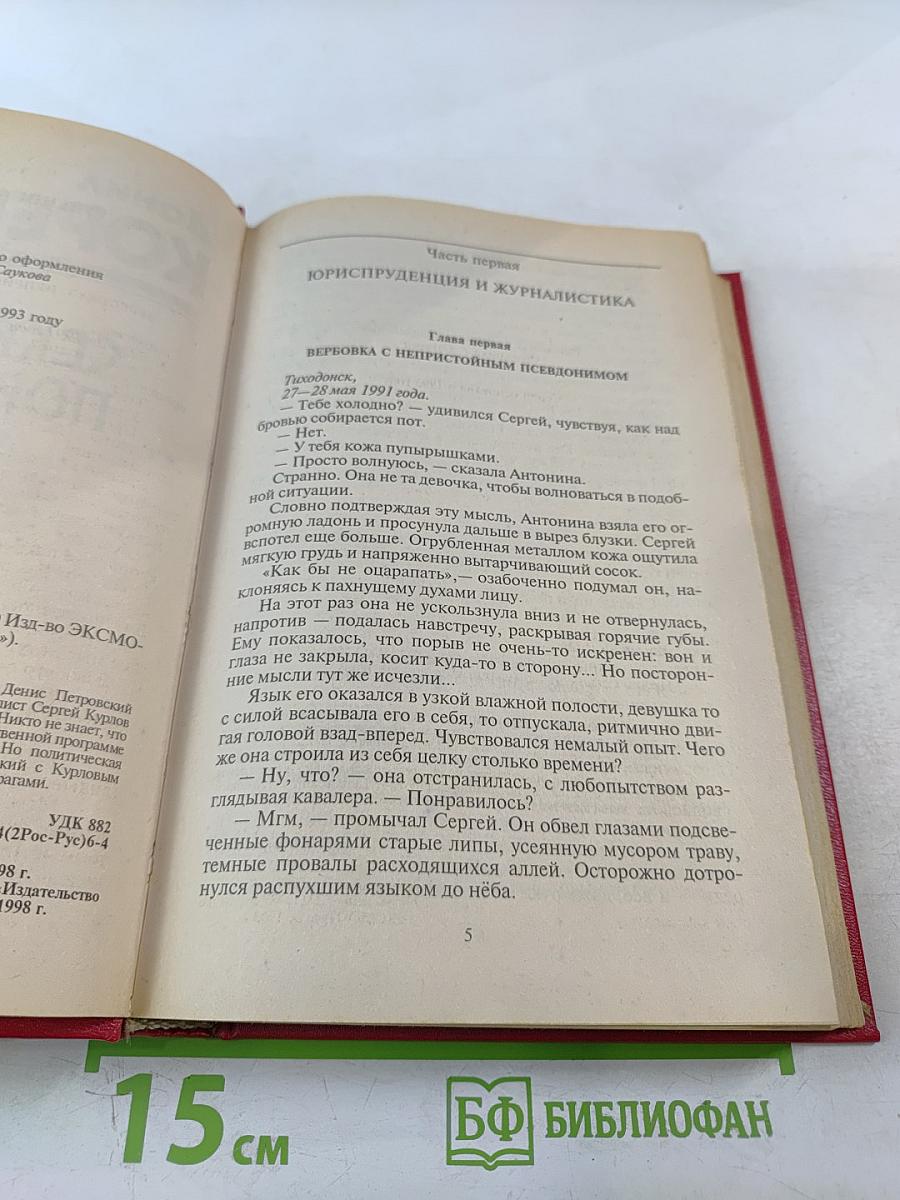 о оформления
Саукова
993 году
Изд-во ЭКСМО-
»).
Денис Петровский
лист Сергей Курлов
Никто не знает, что
твенной программе
Но политическая
кий с Курловым
рагами.
УДК 882
4(2Рос-Рус)6-4
98 г.
«Издательство
1998 г.
Часть первая
ЮРИСПРУДЕНЦИЯ И ЖУРНАЛИСТИКА
Глава первая
ВЕРБОВКА С НЕПРИСТОЙНЫМ ПСЕВДОНИМОМ
Тиходонск,
27—28 мая 1991 года.
— Тебе холодно? — удивился Сергей, чувствуя, как над
бровью собирается пот.
— Нет.
— У тебя кожа пупырышками.
— Просто волнуюсь, — сказала Антонина.
Странно. Она не та девочка, чтобы волноваться в подоб-
ной ситуации.
Словно подтверждая эту мысль, Антонина взяла его ог-
ромную ладонь и просунула дальше в вырез блузки. Сергей
вспотел еще больше. Огрубленная металлом кожа ощутила
мягкую грудь и напряженно вытарчивающий сосок.
«Как бы не оцарапать»,— озабоченно подумал он, на-
клоняясь к пахнущему духами лицу.
На этот раз она не ускользнула вниз и не отвернулась,
напротив — подалась навстречу, раскрывая горячие губы.
Ему показалось, что порыв не очень-то искренен: вон и
глаза не закрыла, косит куда-то в сторону... Но посторон-
ние мысли тут же исчезли...
Язык его оказался в узкой влажной полости, девушка то
с силой всасывала его в себя, то отпускала, ритмично дви-
гая головой взад-вперед. Чувствовался немалый опыт. Чего
же она строила из себя целку столько времени?
— Ну, что? — она отстранилась, с любопытством раз-
глядывая кавалера. — Понравилось?
— Мгм, — промычал Сергей. Он обвел глазами подсве-
ченные фонарями старые липы, усеянную мусором траву,
темные провалы расходящихся аллей. Осторожно дотро-
нулся распухшим языком до нёба.
5
15 см
БФ БИБЛИОФАН